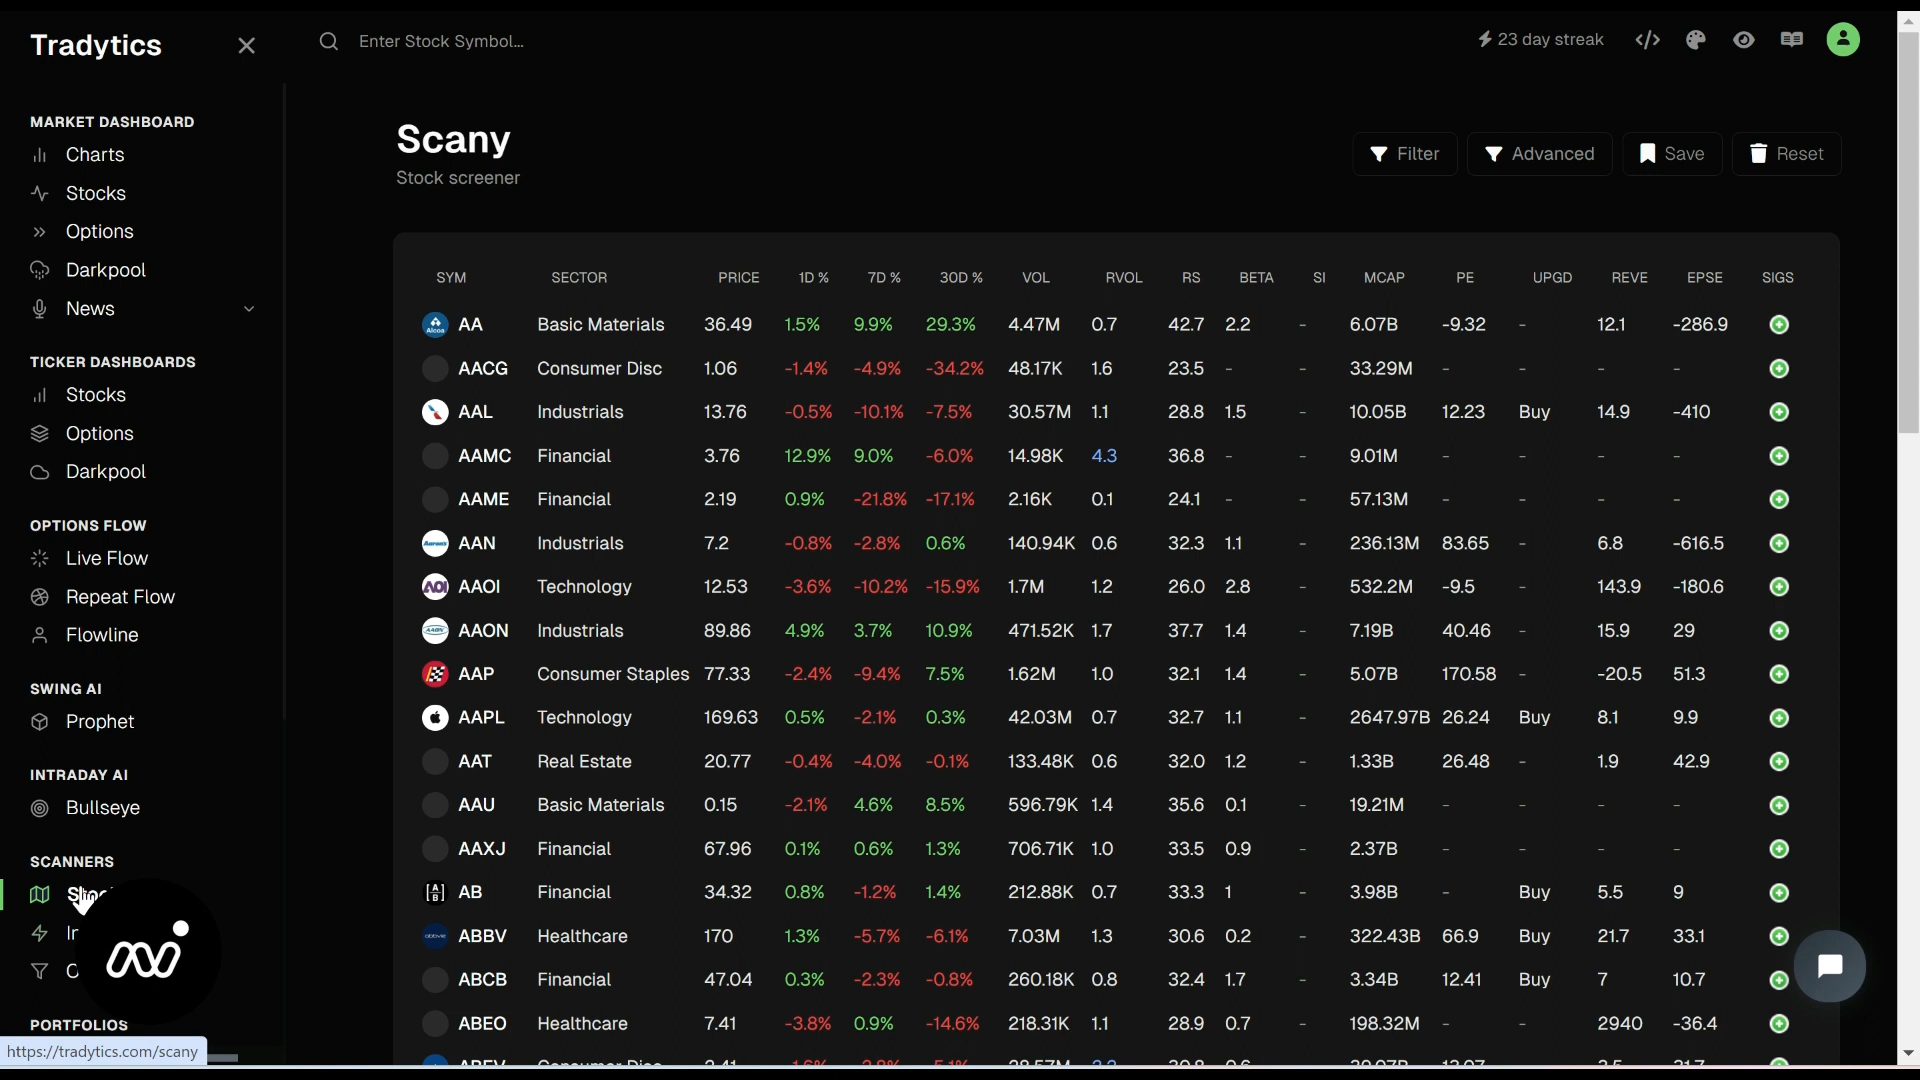 Tradytics
Enter Stock Symbol...
23 day streak
MARKET DASHBOARD
Charts
Stocks
Options
Darkpool
News
TICKER DASHBOARDS
Stocks
Options
Darkpool
OPTIONS FLOW
Live Flow
Repeat Flow
Flowline
SWING AI
Prophet
INTRADAY AI
Bullseye
SCANNERS
PORTFOLIOS
https://tradytics.com/scany
Scany
Stock screener
Filter
Advanced
Save
Reset
SYM SECTOR PRICE 1D % 7D % 30D % VOL RVOL RS BETA SI MCAP PE UPGD REVE EPSE SIGS
AA Basic Materials 36.49 1.5% 9.9% 29.3% 4.47M 0.7 42.7 2.2 - 6.07B -9.32 - 12.1 -286.9
AACG Consumer Disc 1.06 -1.4% -4.9% -34.2% 48.17K 1.6 23.5 - - 33.29M - - - -
AAL Industrials 13.76 -0.5% -10.1% -7.5% 30.57M 1.1 28.8 1.5 - 10.05B 12.23 Buy 14.9 -410
AAMC Financial 3.76 12.9% 9.0% -6.0% 14.98K 4.3 36.8 - - 9.01M - - - -
AAME Financial 2.19 0.9% -21.8% -17.1% 2.16K 0.1 24.1 - - 57.13M - - - -
AAN Industrials 7.2 -0.8% -2.8% 0.6% 140.94K 0.6 32.3 1.1 - 236.13M 83.65 - 6.8 -616.5
AAOI Technology 12.53 -3.6% -10.2% -15.9% 1.7M 1.2 26.0 2.8 - 532.2M -9.5 - 143.9 -180.6
AAON Industrials 89.86 4.9% 3.7% 10.9% 471.52K 1.7 37.7 1.4 - 7.19B 40.46 - 15.9 29
AAP Consumer Staples 77.33 -2.4% -9.4% 7.5% 1.62M 1.0 32.1 1.4 - 5.07B 170.58 - -20.5 51.3
AAPL Technology 169.63 0.5% -2.1% 0.3% 42.03M 0.7 32.7 1.1 - 2647.97B 26.24 Buy 8.1 9.9
AAT Real Estate 20.77 -0.4% -4.0% -0.1% 133.48K 0.6 32.0 1.2 - 1.33B 26.48 - 1.9 42.9
AAU Basic Materials 0.15 -2.1% 4.6% 8.5% 596.79K 1.4 35.6 0.1 - 19.21M - - - -
AAXJ Financial 67.96 0.1% 0.6% 1.3% 706.71K 1.0 33.5 0.9 - 2.37B - - - -
AB Financial 34.32 0.8% -1.2% 1.4% 212.88K 0.7 33.3 1 - 3.98B - Buy 5.5 9
ABBV Healthcare 170 1.3% -5.7% -6.1% 7.03M 1.3 30.6 0.2 - 322.43B 66.9 Buy 21.7 33.1
ABCB Financial 47.04 0.3% -2.3% -0.8% 260.18K 0.8 32.4 1.7 - 3.34B 12.41 Buy 7 10.7
ABEO Healthcare 7.41 -3.8% 0.9% -14.6% 218.31K 1.1 28.9 0.7 - 198.32M - - 2940 -36.4